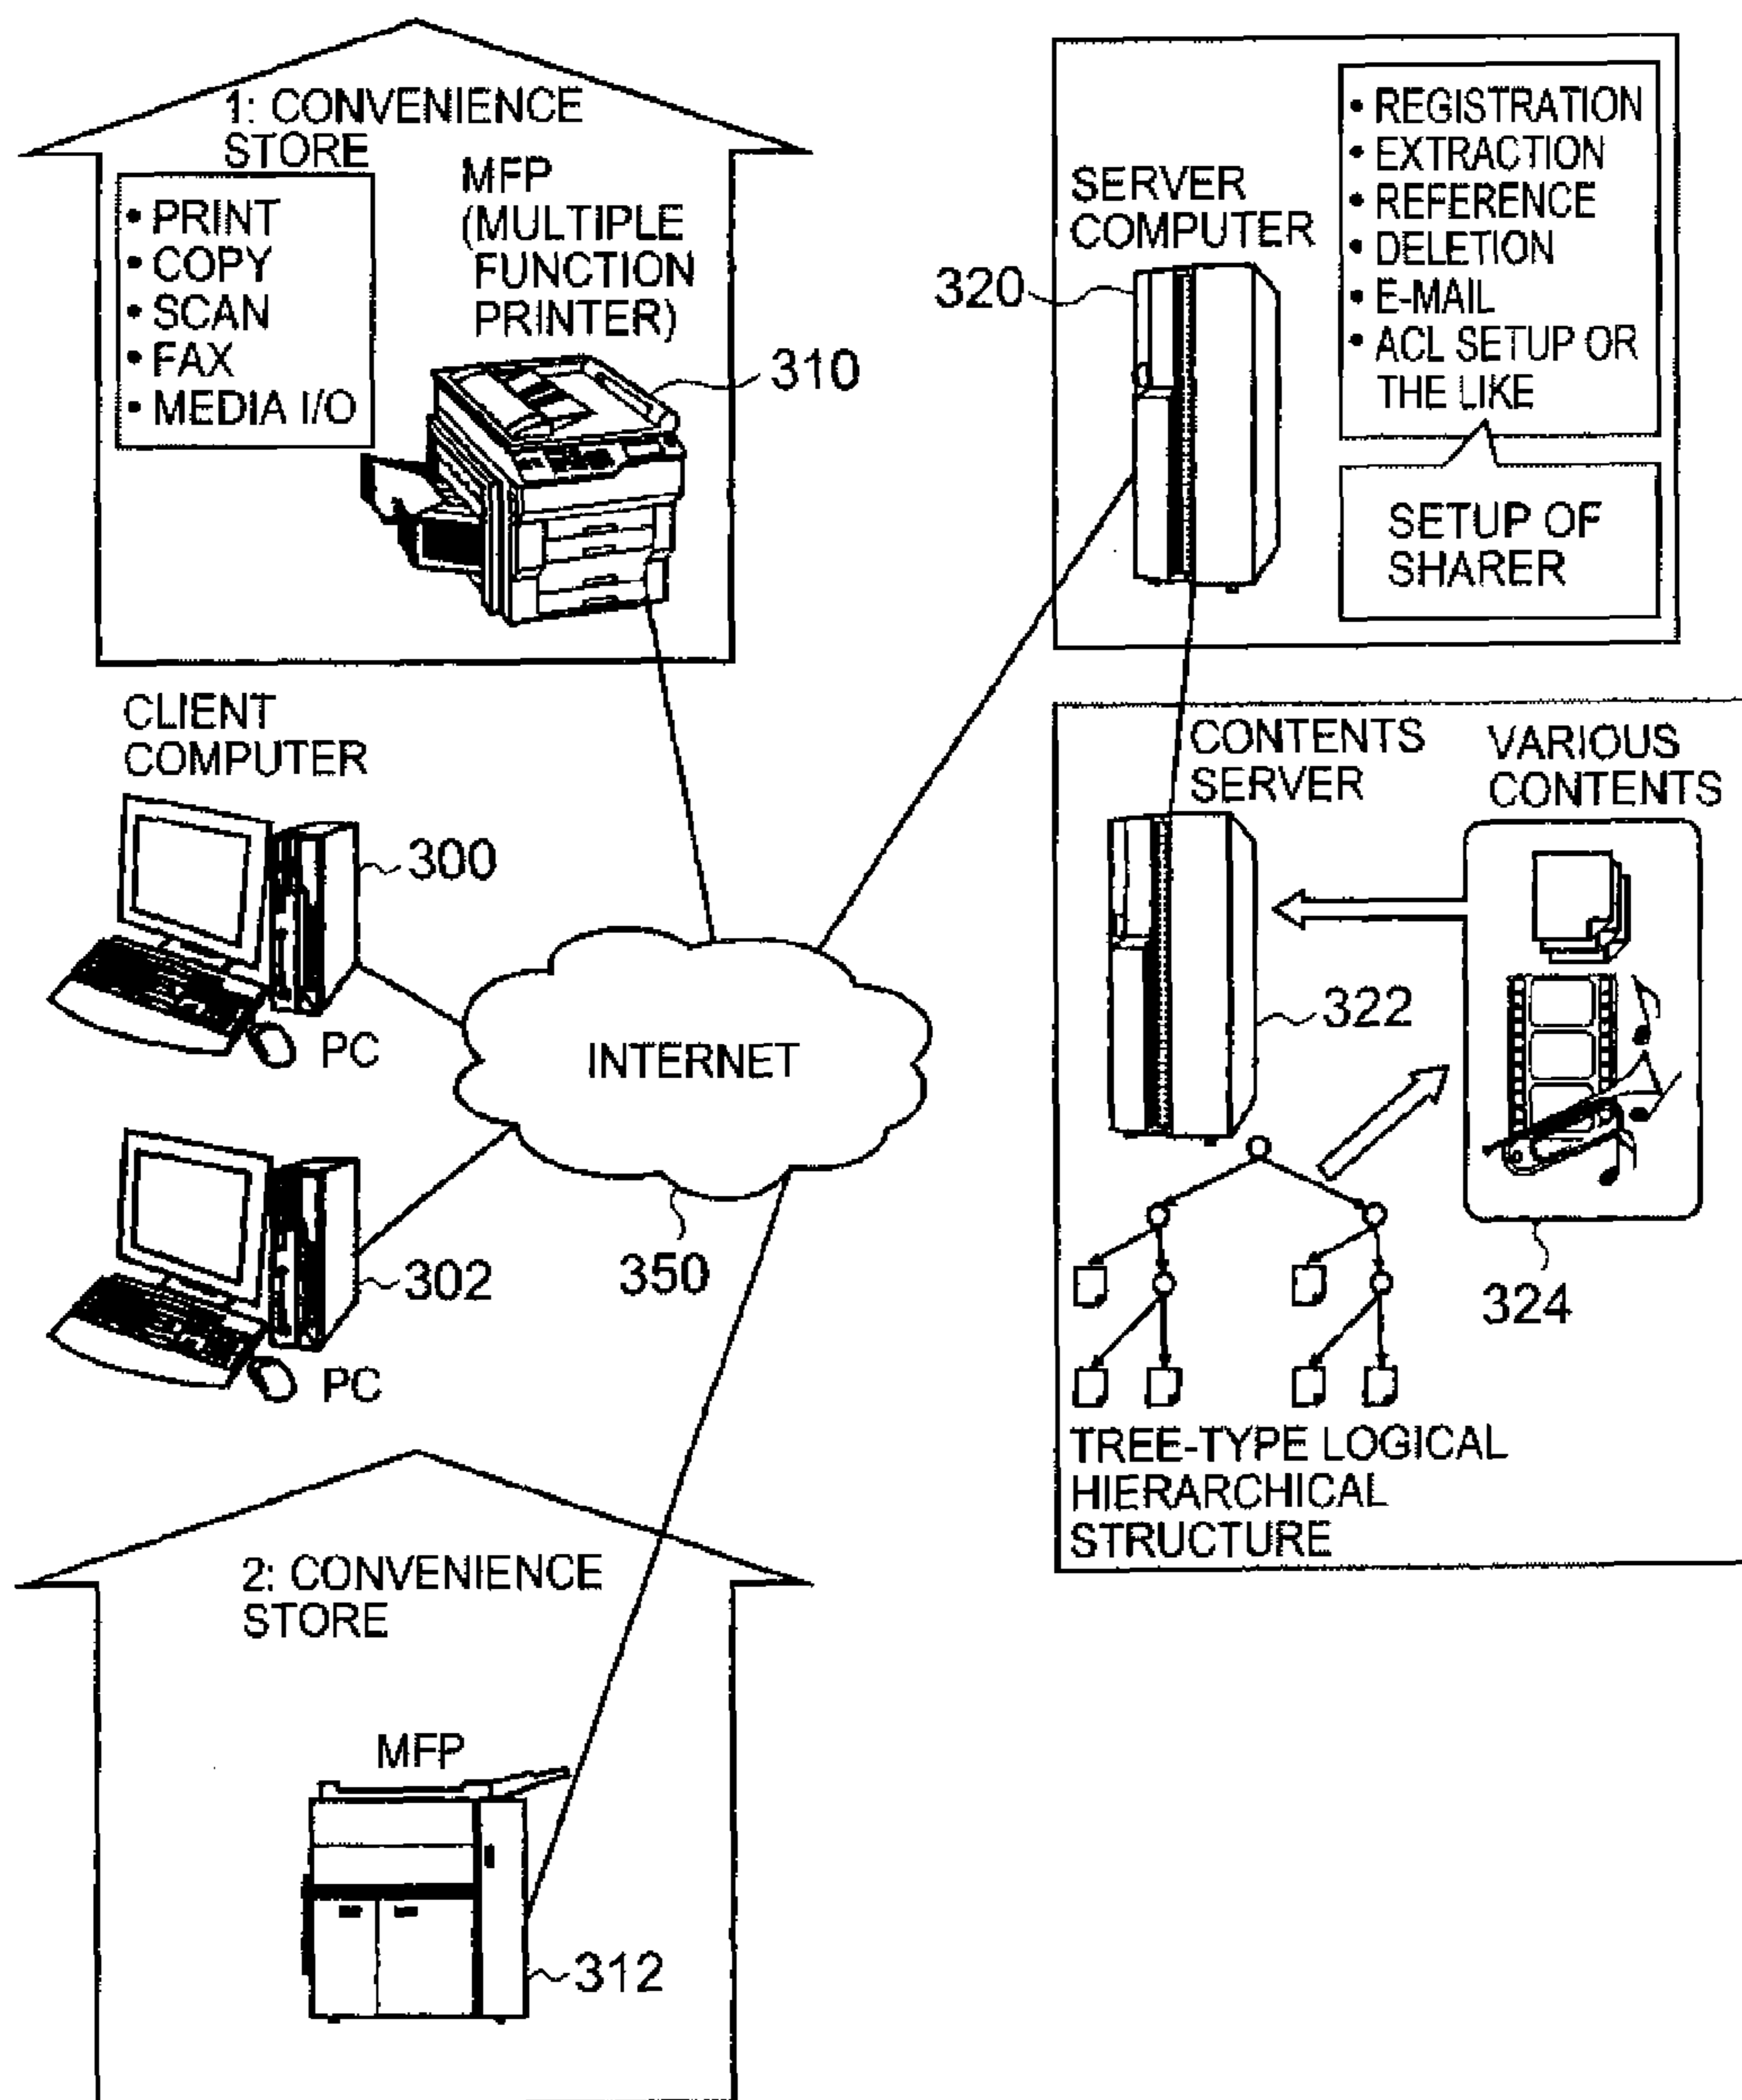 1: CONVENIENCE
STORE
• PRINT
• COPY
• SCAN
• FAX
• MEDIA I/O
MFP
(MULTIPLE
FUNCTION
PRINTER)
310
SERVER
COMPUTER
320
• REGISTRATION
• EXTRACTION
• REFERENCE
• DELETION
• E-MAIL
• ACL SETUP OR
THE LIKE
SETUP OF
SHARER
CLIENT
COMPUTER
300
PC
302
PC
INTERNET
350
CONTENTS
SERVER
VARIOUS
CONTENTS
322
324
TREE-TYPE LOGICAL
HIERARCHICAL
STRUCTURE
2: CONVENIENCE
STORE
MFP
312